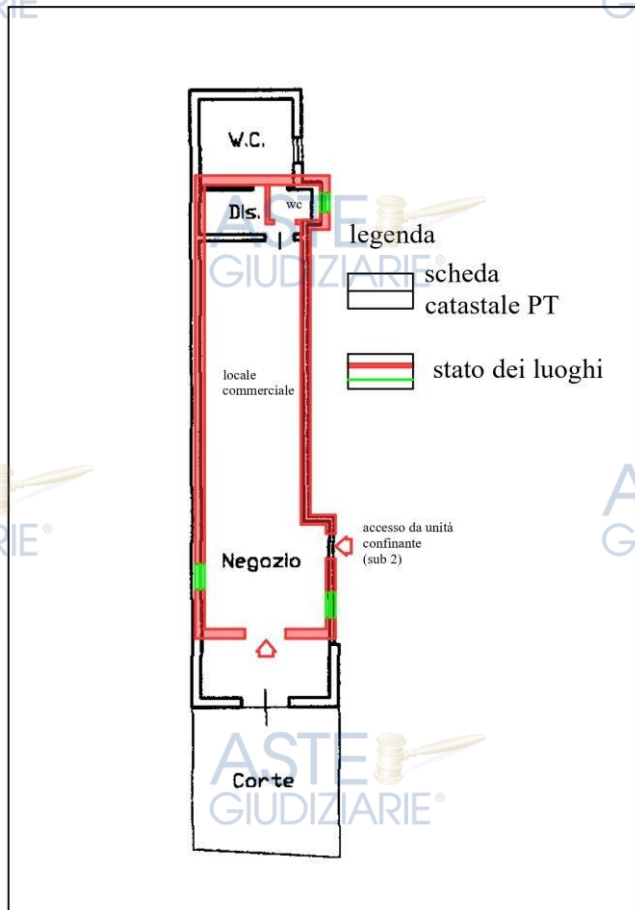 GIUDIZIARIE
W.C.
Dis.
wc
ASTE
GIUDIZIARIE®
legenda
scheda
catastale PT
stato dei luoghi
locale
commerciale
accesso da unità
confinante
(sub 2)
Negozio
ASTE
GIUDIZIARIE®
Corte